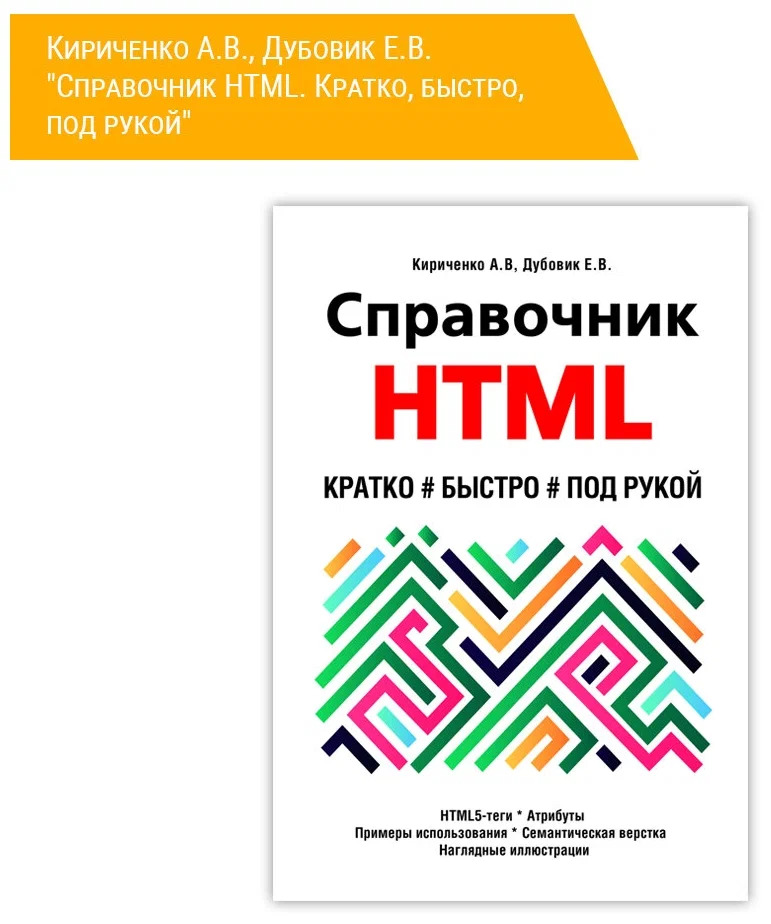 Кириченко А.В., Дубовик Е.В.
"Справочник HTML. Кратко, быстро,
под рукой"
Кириченко А.В, Дубовик Е.В.
Справочник
HTML
КРАТКО # БЫСТРО # ПОД РУКОЙ
HTML5-теги * Атрибуты
Примеры использования * Семантическая верстка
Наглядные иллюстрации